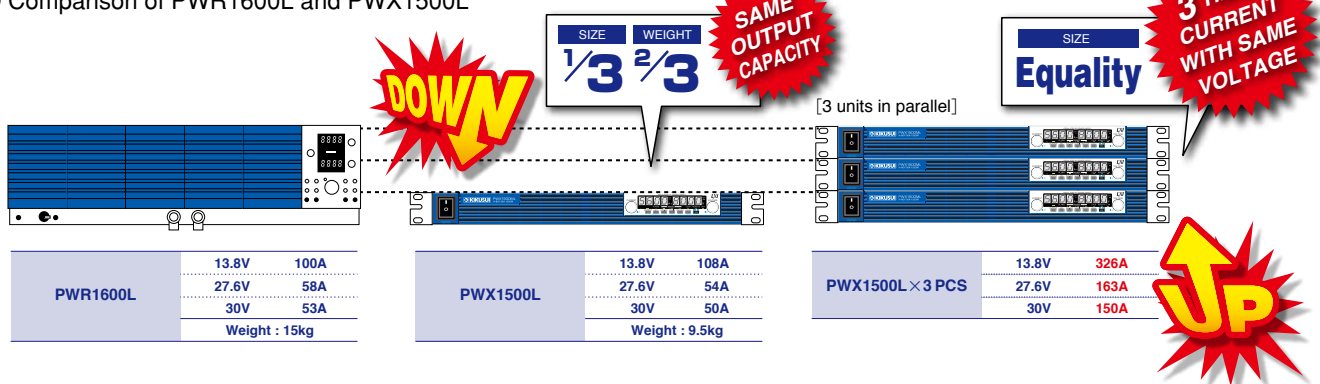 Comparison of PWR1600L and PWX1500L
DOWN
SIZE WEIGHT
1/3 2/3
SAME
OUTPUT
CAPACITY
SIZE
Equality
3
CURRENT
WITH SAME
VOLTAGE
[3 units in parallel]
KIKUSUI
KIKUSUI
KIKUSUI
KIKUSUI
PWR1600L
13.8V 100A
27.6V 58A
30V 53A
Weight : 15kg
PWX1500L
13.8V 108A
27.6V 54A
30V 50A
Weight : 9.5kg
PWX1500L×3 PCS
13.8V 326A
27.6V 163A
30V 150A
UP